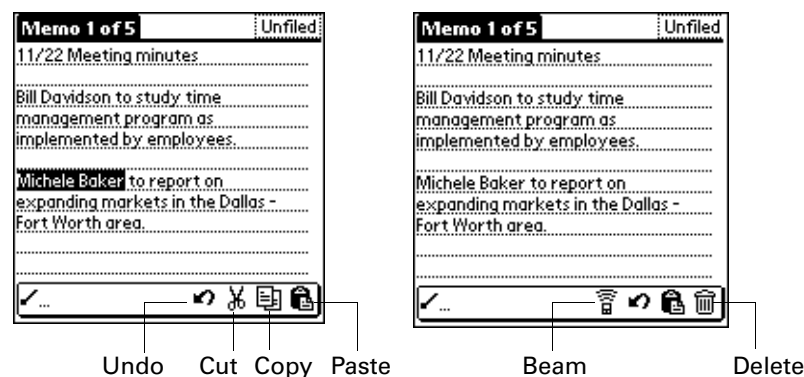 Memo 1 of 5 Unfiled
11/22 Meeting minutes
Bill Davidson to study time
management program as
implemented by employees.
Michele Baker to report on
expanding markets in the Dallas -
Fort Worth area.
...
Undo Cut Copy Paste
Memo 1 of 5 Unfiled
11/22 Meeting minutes
Bill Davidson to study time
management program as
implemented by employees.
Michele Baker to report on
expanding markets in the Dallas -
Fort Worth area.
...
Beam Delete